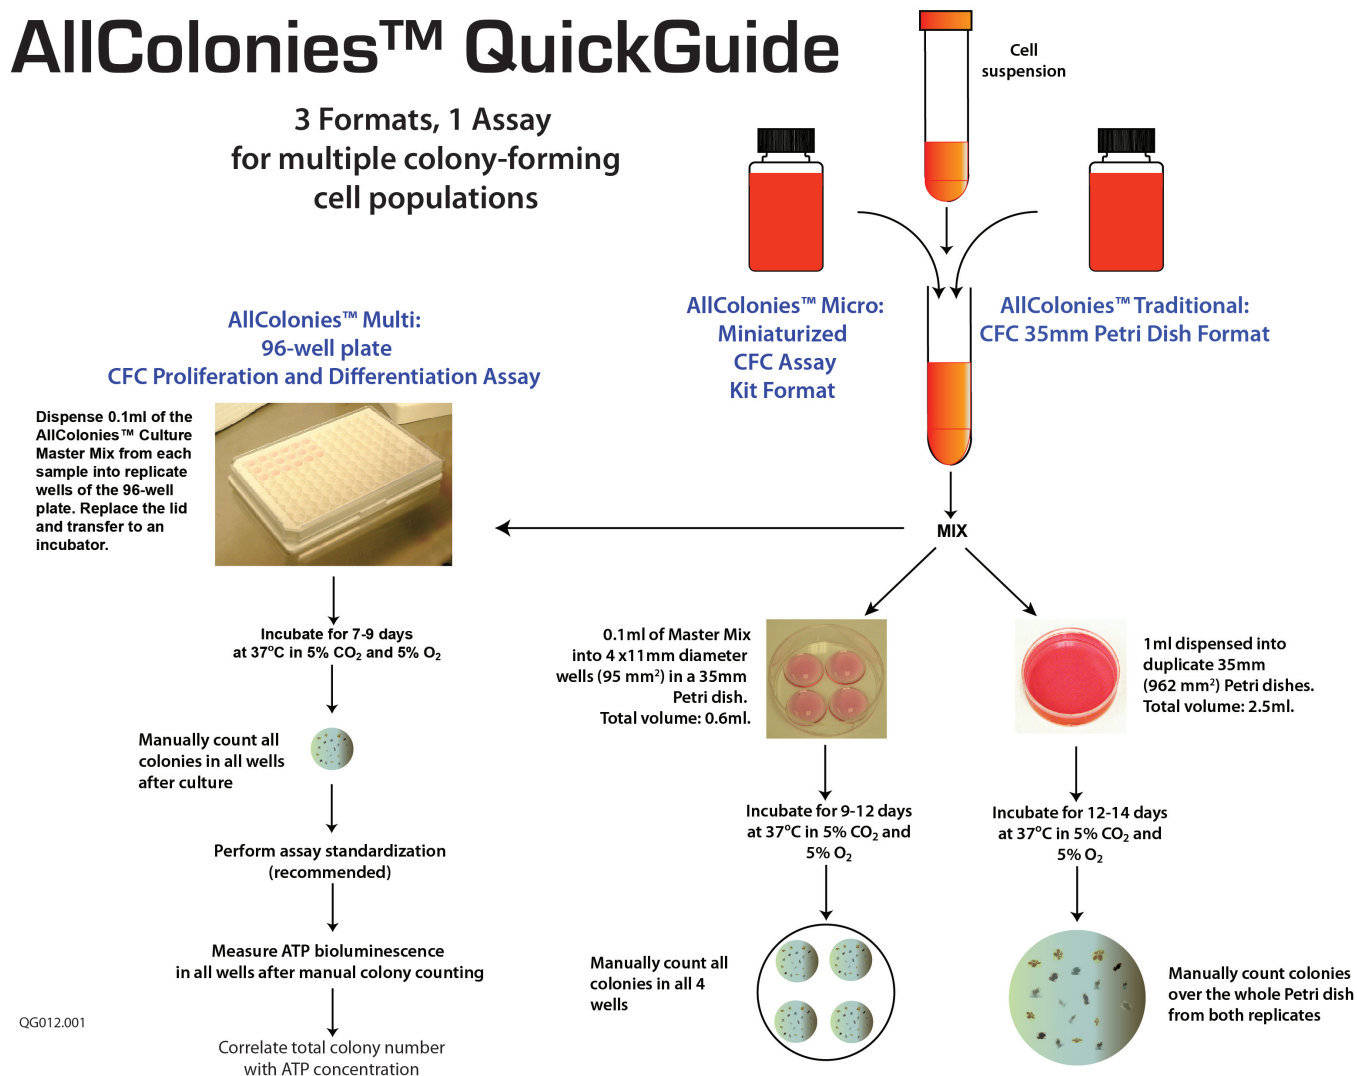 AllColonies™ QuickGuide
3 Formats, 1 Assay
for multiple colony-forming
cell populations
Cell
suspension
AllColonies™ Micro:
Miniaturized
CFC Assay
Kit Format
AllColonies™ Traditional:
CFC 35mm Petri Dish Format
AllColonies™ Multi:
96-well plate
CFC Proliferation and Differentiation Assay
Dispense 0.1ml of the
AllColonies™ Culture
Master Mix from each
sample into replicate
wells of the 96-well
plate. Replace the lid
and transfer to an
incubator.
MIX
Incubate for 7-9 days
at 37°C in 5% CO₂ and 5% O₂
Manually count all
colonies in all wells
after culture
Perform assay standardization
(recommended)
Measure ATP bioluminescence
in all wells after manual colony counting
Correlate total colony number
with ATP concentration
0.1ml of Master Mix
into 4 x11mm diameter
wells (95 mm²) in a 35mm
Petri dish.
Total volume: 0.6ml.
Incubate for 9-12 days
at 37°C in 5% CO₂ and
5% O₂
Manually count all
colonies in all 4
wells
1ml dispensed into
duplicate 35mm
(962 mm²) Petri dishes.
Total volume: 2.5ml.
Incubate for 12-14 days
at 37°C in 5% CO₂ and
5% O₂
Manually count colonies
over the whole Petri dish
from both replicates
QG012.001